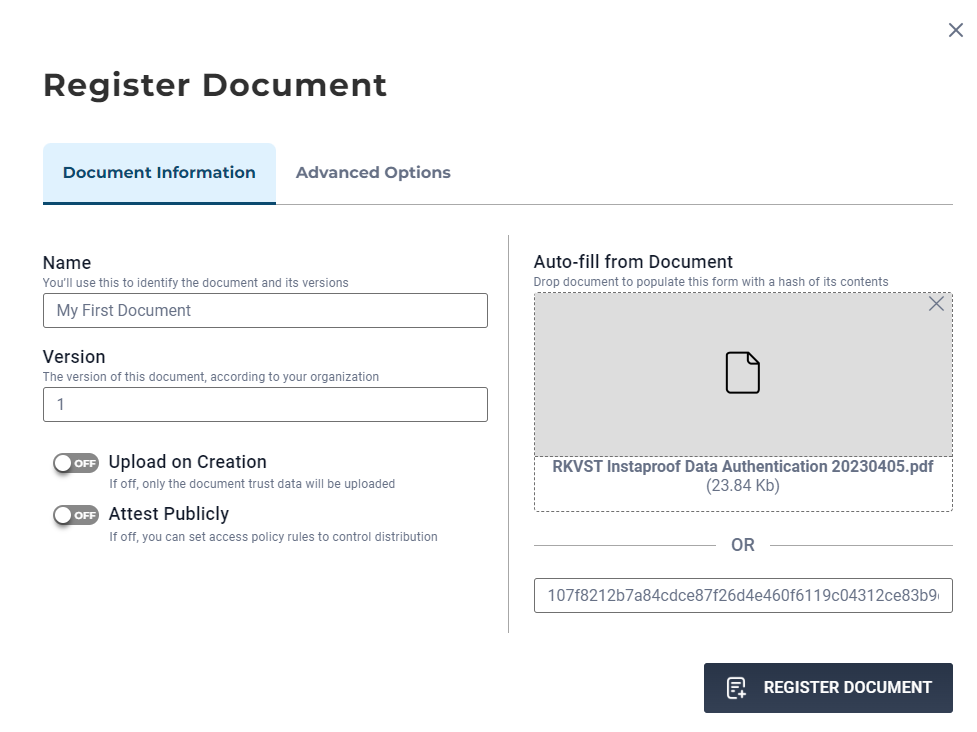 Register Document
Document Information
Advanced Options
Name
You'll use this to identify the document and its versions
My First Document
Version
The version of this document, according to your organization
1
OFF Upload on Creation
If off, only the document trust data will be uploaded
OFF Attest Publicly
If off, you can set access policy rules to control distribution
Auto-fill from Document
Drop document to populate this form with a hash of its contents
RKVST Instaproof Data Authentication 20230405.pdf
(23.84 Kb)
OR
107f8212b7a84cdce87f26d4e460f6119c04312ce83b9
REGISTER DOCUMENT